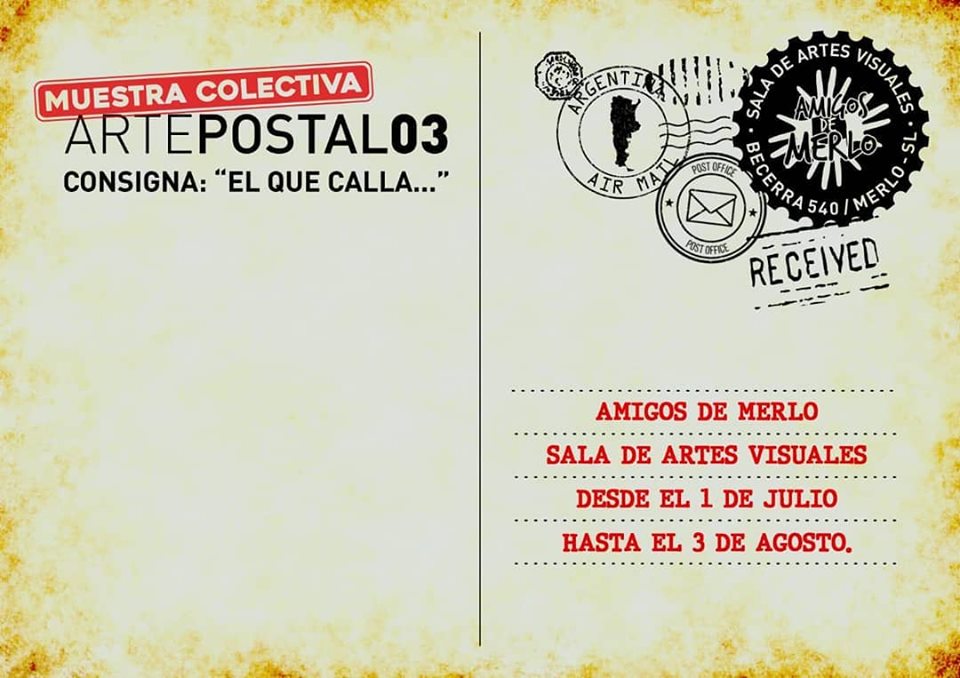 MUESTRA COLECTIVA
ARTEPOSTAL03
CONSIGNA: “EL QUE CALLA...”
ARGENTINA
AIR MAIL
POST OFFICE
POST OFFICE
SALA DE ARTES VISUALES
BECERRA 540 / MERLO - SL
AMIGOS
DE
MERLO
RECEIVED
AMIGOS DE MERLO
SALA DE ARTES VISUALES
DESDE EL 1 DE JULIO
HASTA EL 3 DE AGOSTO.